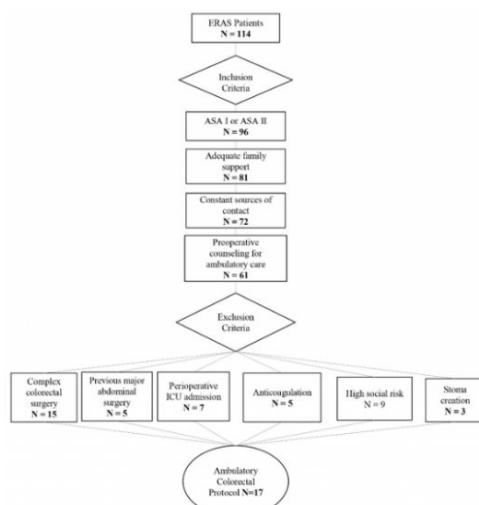 ERAS Patients
N = 114
Inclusion
Criteria
ASA I or ASA II
N = 96
Adequate family
support
N = 81
Constant sources of
contact
N = 72
Preoperative
counseling for
ambulatory care
N = 61
Exclusion
Criteria
Complex
colorectal surgery
N = 15
Previous major
abdominal
surgery
N = 5
Perioperative
ICU admission
N = 7
Anticoagulation
N = 5
High social risk
N = 9
Stoma
creation
N = 3
Ambulatory
Colorectal
Protocol N=17